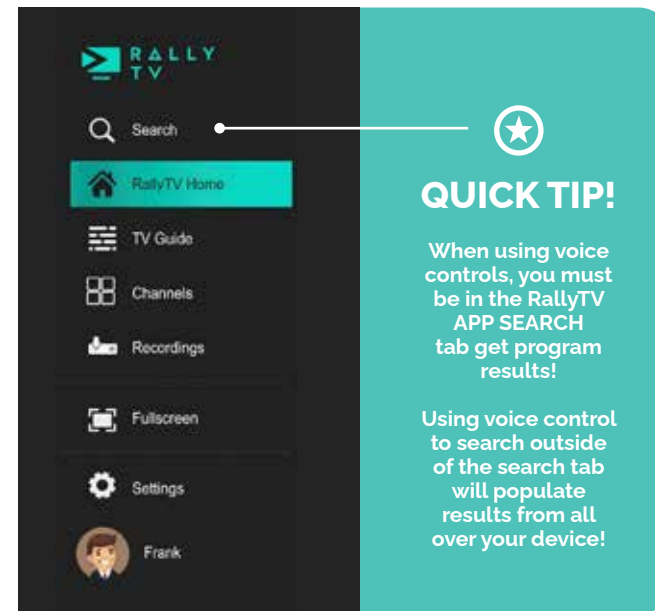 RALLY
TV
Search
RallyTV Home
TV Guide
Channels
Recordings
Fullscreen
Settings
Frank
QUICK TIP!
When using voice
controls, you must
be in the RallyTV
APP SEARCH
tab get program
results!
Using voice control
to search outside
of the search tab
will populate
results from all
over your device!